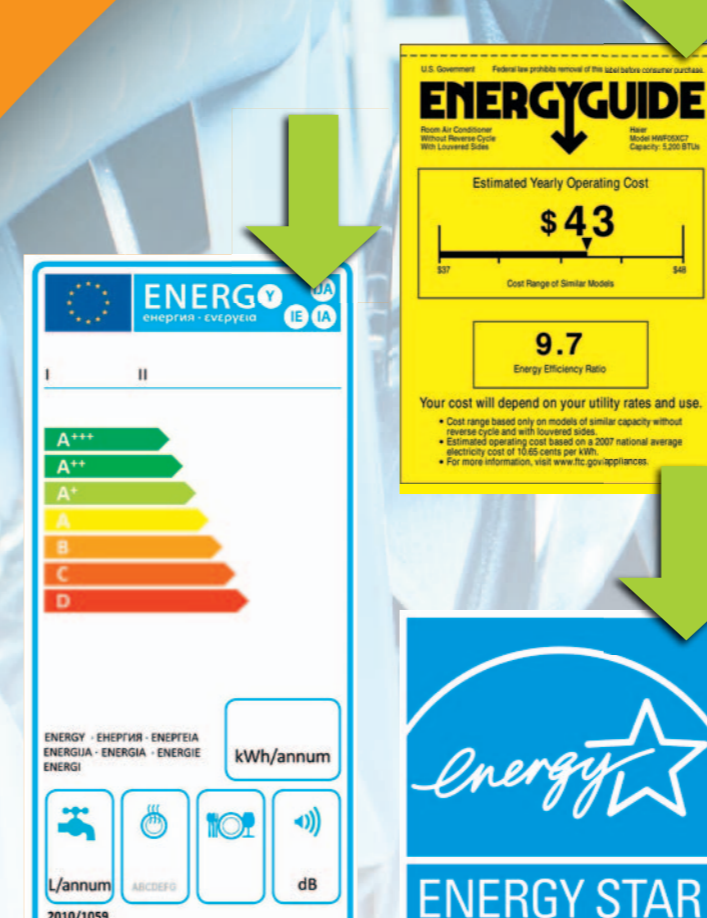 U.S. Government Federal law prohibits removal of this label before consumer purchase.
ENERGYGUIDE
Room Air Conditioner
Without Reverse Cycle
With Louvered Sides
Haier
Model HWF05XC7
Capacity: 5,200 BTUs
Estimated Yearly Operating Cost
$43
$37 $48
Cost Range of Similar Models
9.7
Energy Efficiency Ratio
Your cost will depend on your utility rates and use.
• Cost range based only on models of similar capacity without
reverse cycle and with louvered sides.
• Estimated operating cost based on a 2007 national average
electricity cost of 10.65 cents per kWh.
• For more information, visit www.ftc.gov/appliances.
ENERGY IJA
енергия · ενεργεια IE IA
I II
A+++
A++
A+
A
B
C
D
ENERGY · ЕНЕРГИЯ · ΕΝΕΡΓΕΙΑ
ENERGIJA · ENERGIA · ENERGIE
ENERGI
kWh/annum
L/annum
ABCDEFG
dB
2010/1059
energy
ENERGY STAR